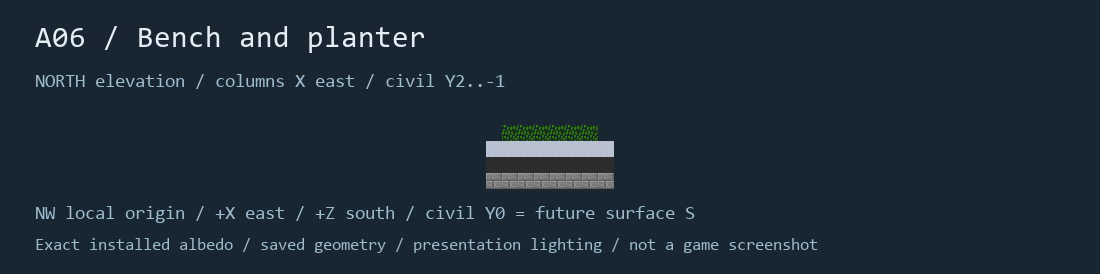 A06 / Bench and planter
NORTH elevation / columns X east / civil Y2..-1
NW local origin / +X east / +Z south / civil Y0 = future surface S
Exact installed albedo / saved geometry / presentation lighting / not a game screenshot